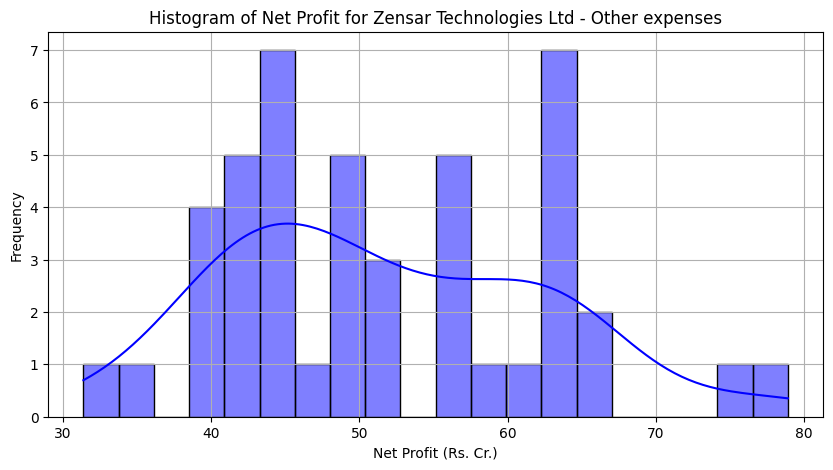 Histogram of Net Profit for Zensar Technologies Ltd - Other expenses
7
6
5
4
3
2
1
0
Frequency
30 40 50 60 70 80
Net Profit (Rs. Cr.)